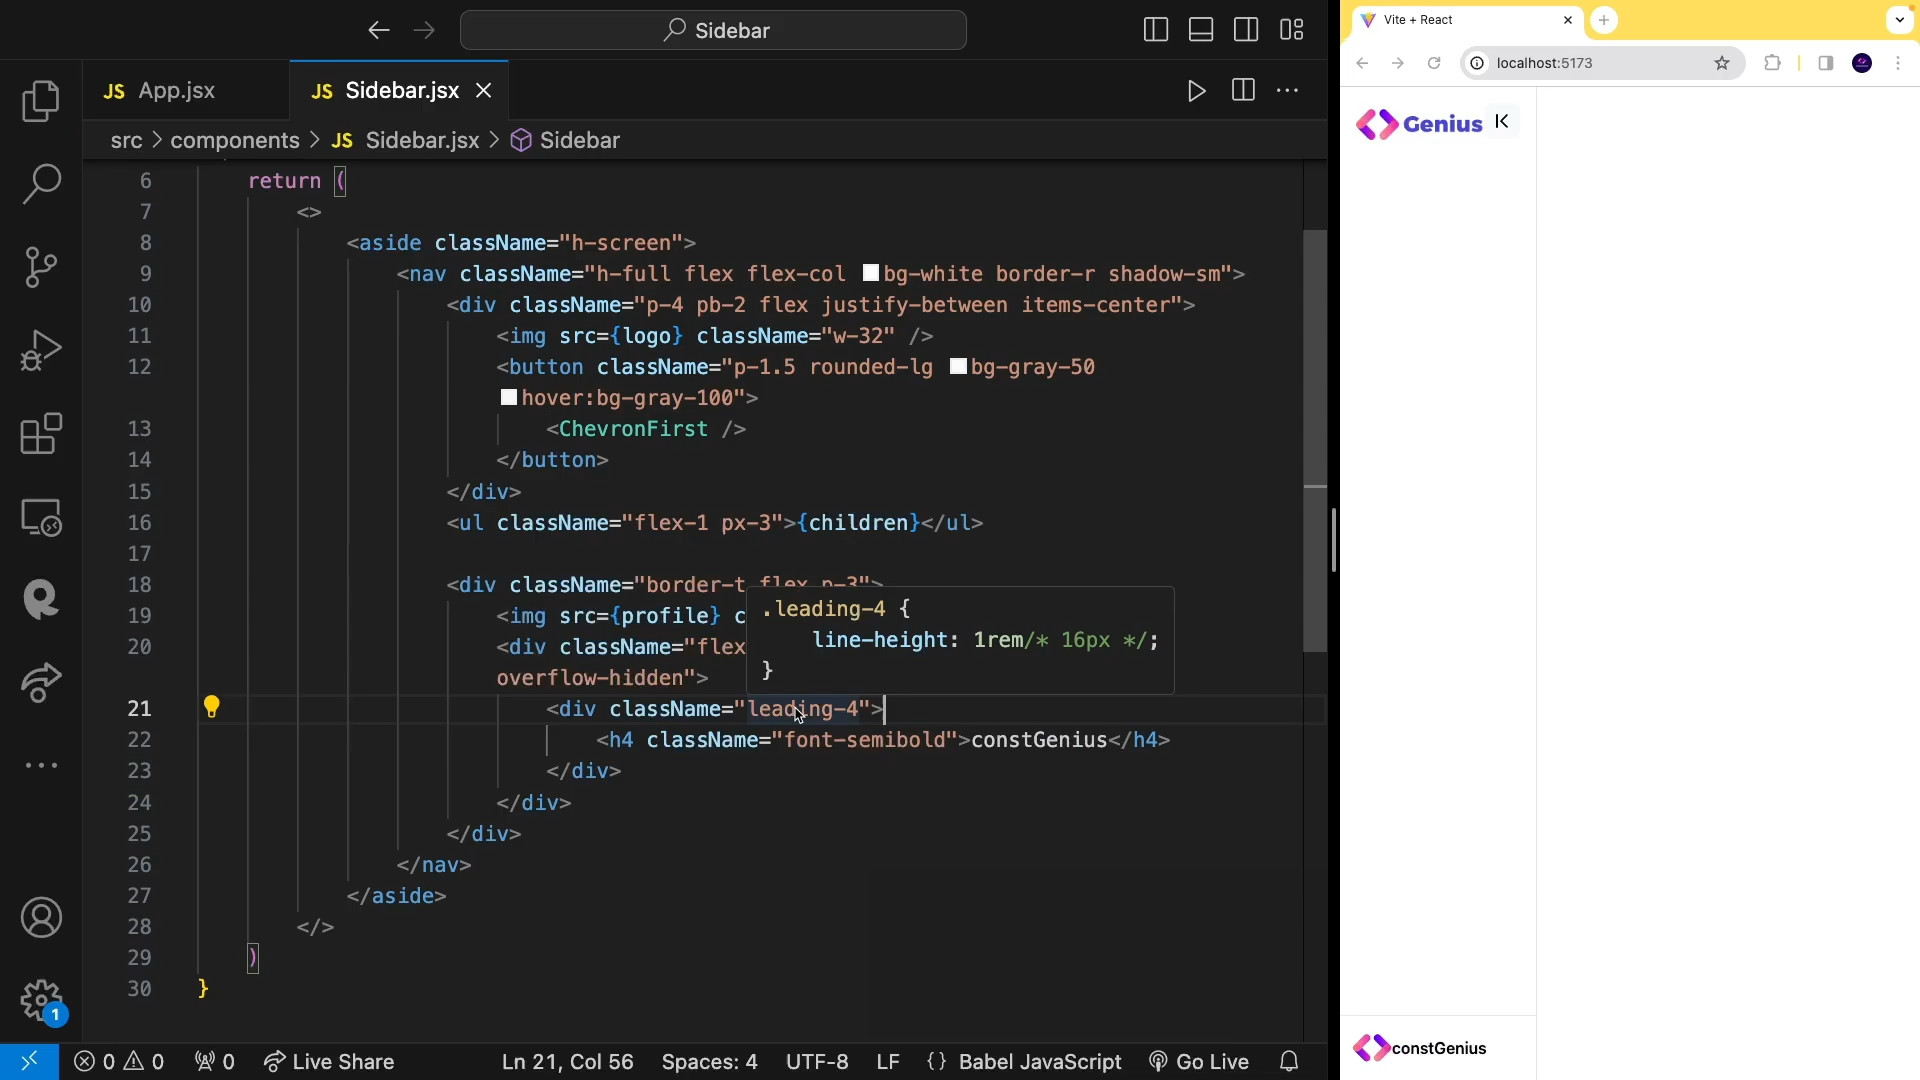 Sidebar
JS App.jsx
JS Sidebar.jsx
src > components > JS Sidebar.jsx > Sidebar
6 return (
7 <>
8 <aside className="h-screen">
9 <nav className="h-full flex flex-col bg-white border-r shadow-sm">
10 <div className="p-4 pb-2 flex justify-between items-center">
11 <img src={logo} className="w-32" />
12 <button className="p-1.5 rounded-lg bg-gray-50
hover:bg-gray-100">
13 <ChevronFirst />
14 </button>
15 </div>
16 <ul className="flex-1 px-3">{children}</ul>
17
18 <div className="border-t flex p-3">
19 <img src={profile} c
20 <div className="flex
overflow-hidden">
.leading-4 {
line-height: 1rem/* 16px */;
}
21 <div className="leading-4">
22 <h4 className="font-semibold">constGenius</h4>
23 </div>
24 </div>
25 </div>
26 </nav>
27 </aside>
28 </>
29 )
30 }
1
0 0 0 Live Share Ln 21, Col 56 Spaces: 4 UTF-8 LF {} Babel JavaScript Go Live
Vite + React
localhost:5173
Genius
constGenius